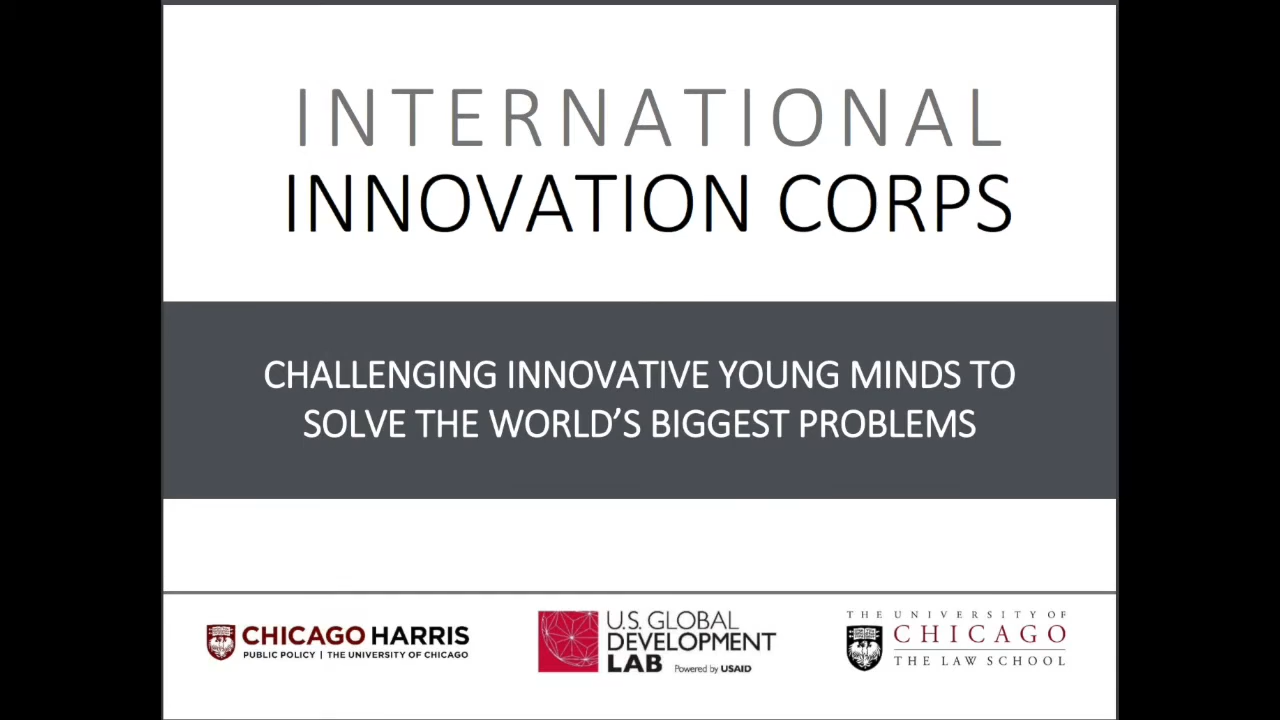 INTERNATIONAL
INNOVATION CORPS
CHALLENGING INNOVATIVE YOUNG MINDS TO
SOLVE THE WORLD'S BIGGEST PROBLEMS
CHICAGO HARRIS
PUBLIC POLICY | THE UNIVERSITY OF CHICAGO
U.S. GLOBAL
DEVELOPMENT
LAB Powered by USAID
THE UNIVERSITY OF
CHICAGO
THE LAW SCHOOL